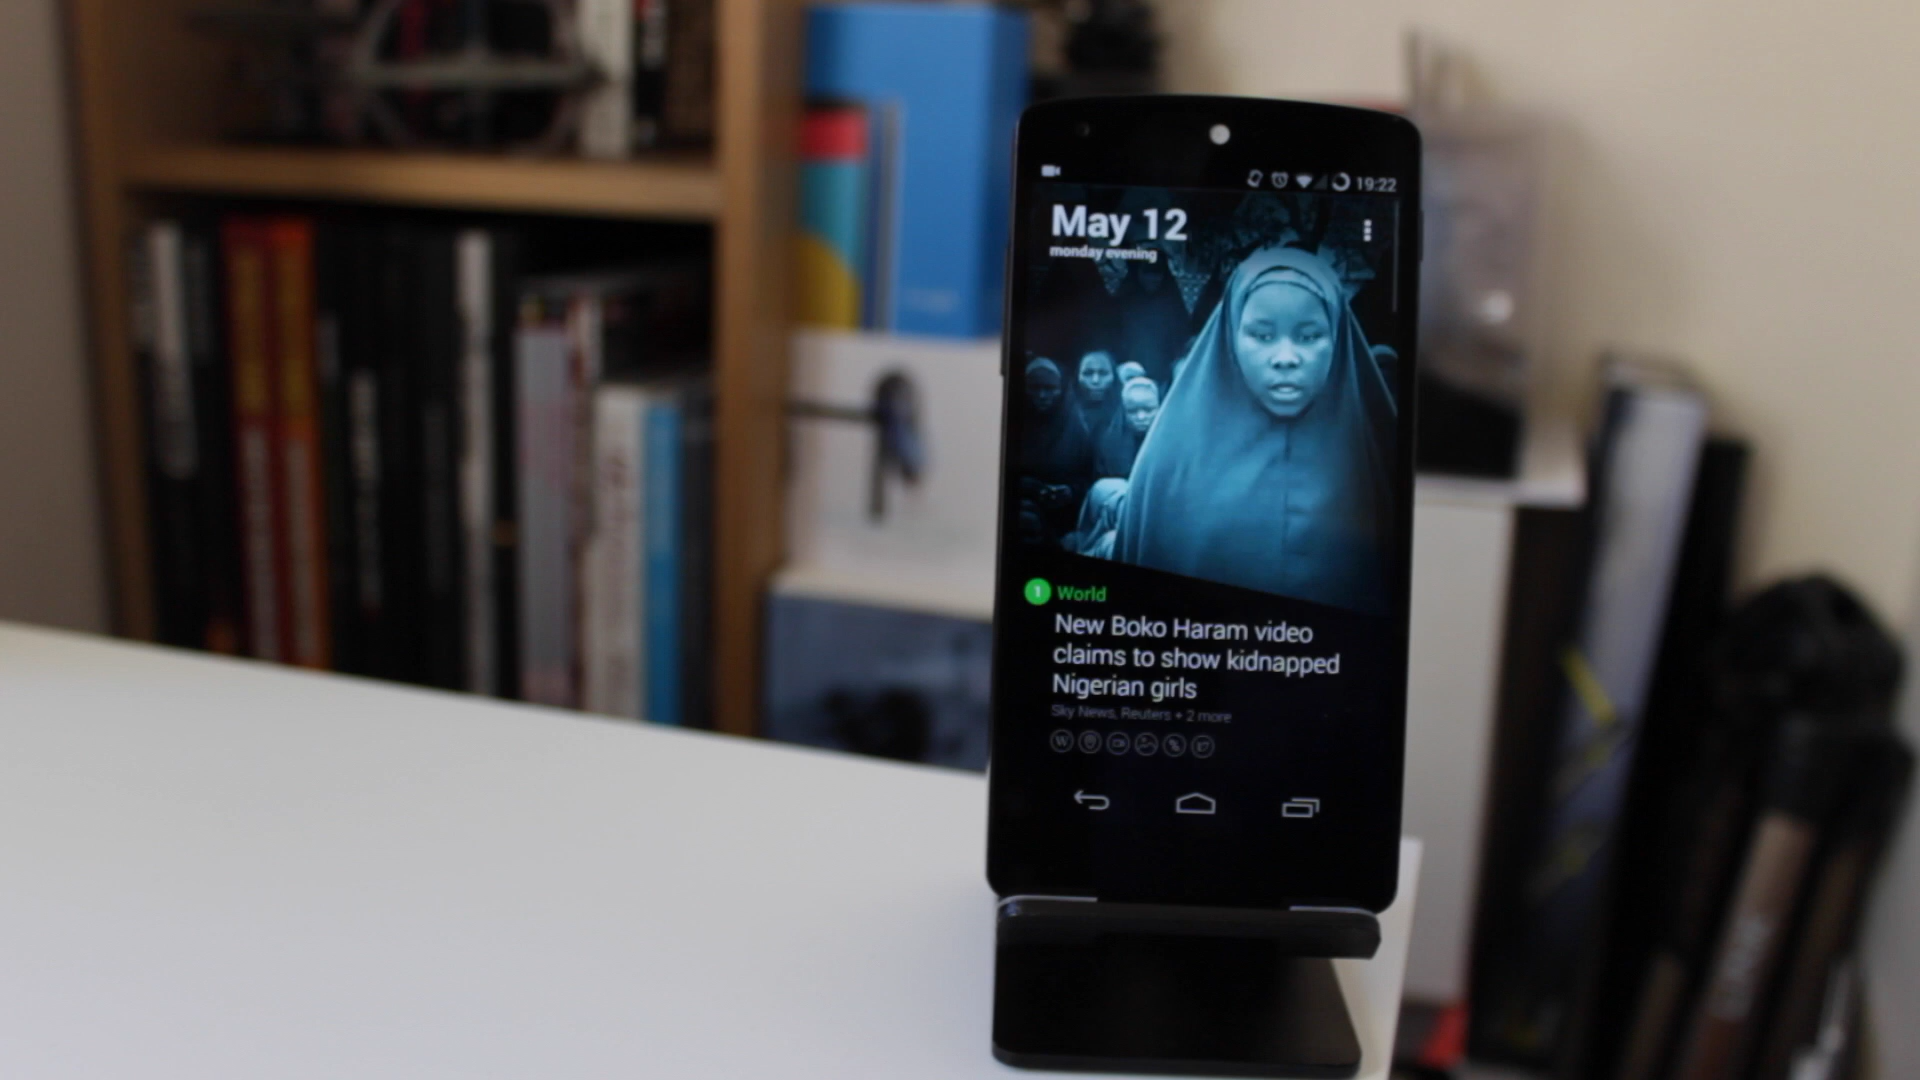 19:22
May 12
monday evening
1 World
New Boko Haram video
claims to show kidnapped
Nigerian girls
Sky News, Reuters + 2 more
W